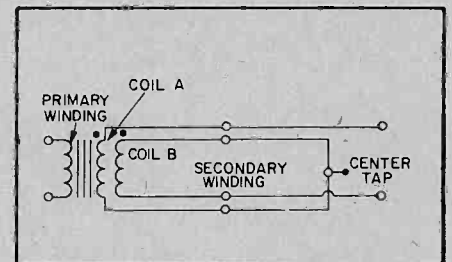 COIL A
PRIMARY
WINDING
COIL B
SECONDARY
WINDING
CENTER
TAP